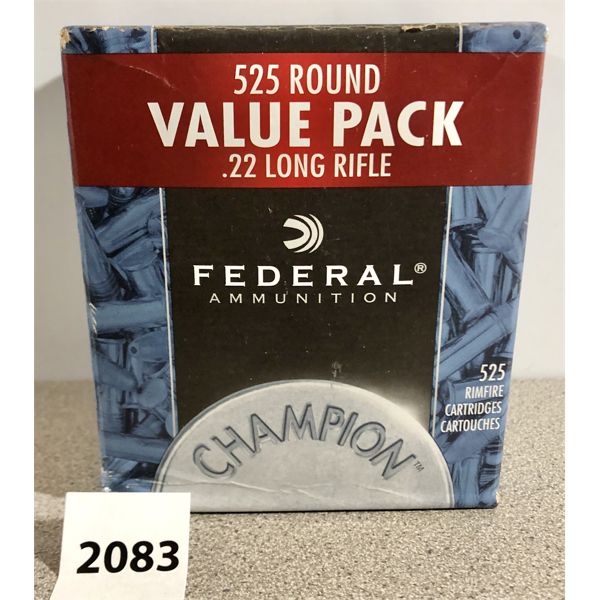 525 ROUND
VALUE PACK
.22 LONG RIFLE
FEDERAL®
AMMUNITION
525
RIMFIRE
CARTRIDGES
CARTOUCHES
CHAMPION™
2083